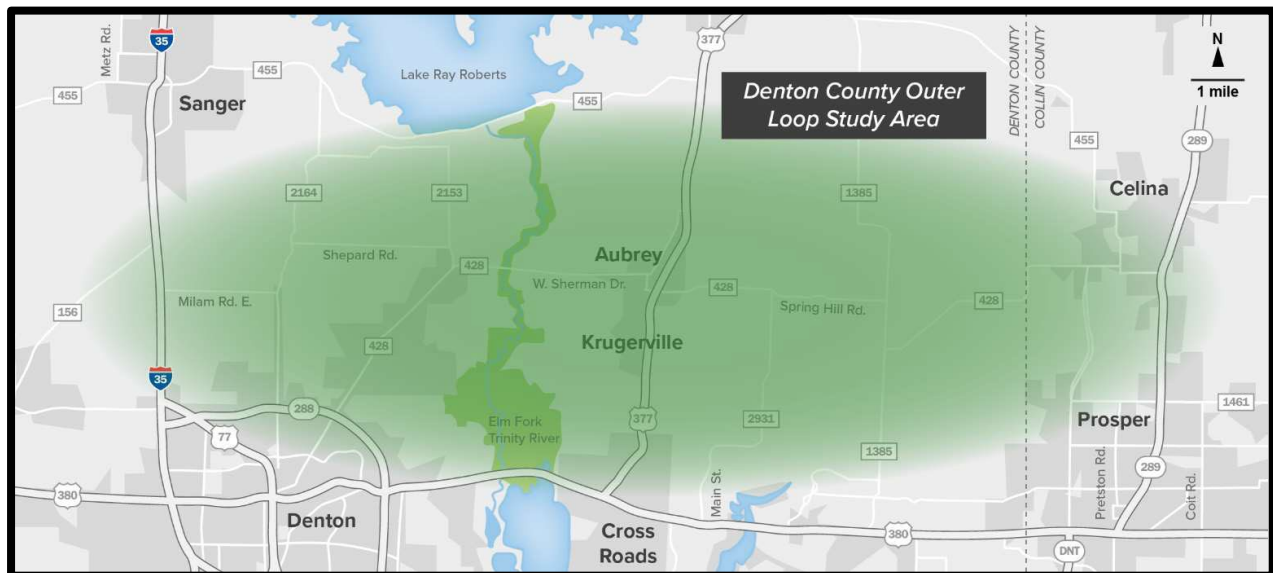 Metz Rd.
35
377
N
1 mile
Lake Ray Roberts
Denton County Outer
Loop Study Area
DENTON COUNTY
COLLIN COUNTY
455
455
455
455
Sanger
289
2164
2153
1385
Celina
Shepard Rd.
Aubrey
428
W. Sherman Dr.
Milam Rd. E.
428
Spring Hill Rd.
428
156
428
Krugerville
35
288
77
Elm Fork
Trinity River
377
2931
1461
Prosper
1385
Main St.
Pretston Rd.
289
Coit Rd.
380
Denton
Cross
Roads
380
DNT